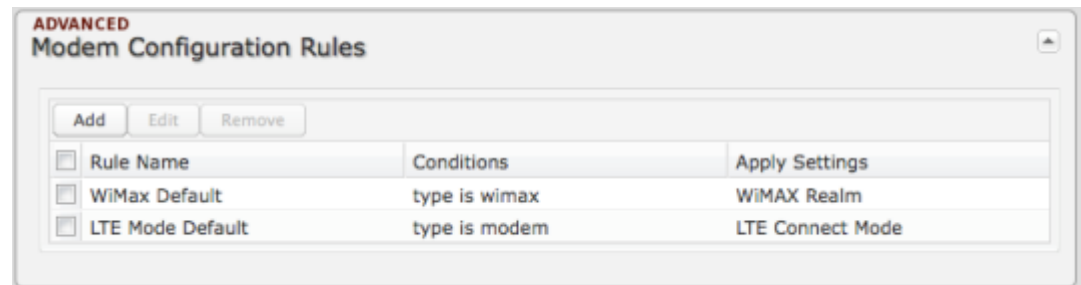 ADVANCED
Modem Configuration Rules
Add Edit Remove
Rule Name Conditions Apply Settings
WiMax Default type is wimax WiMAX Realm
LTE Mode Default type is modem LTE Connect Mode